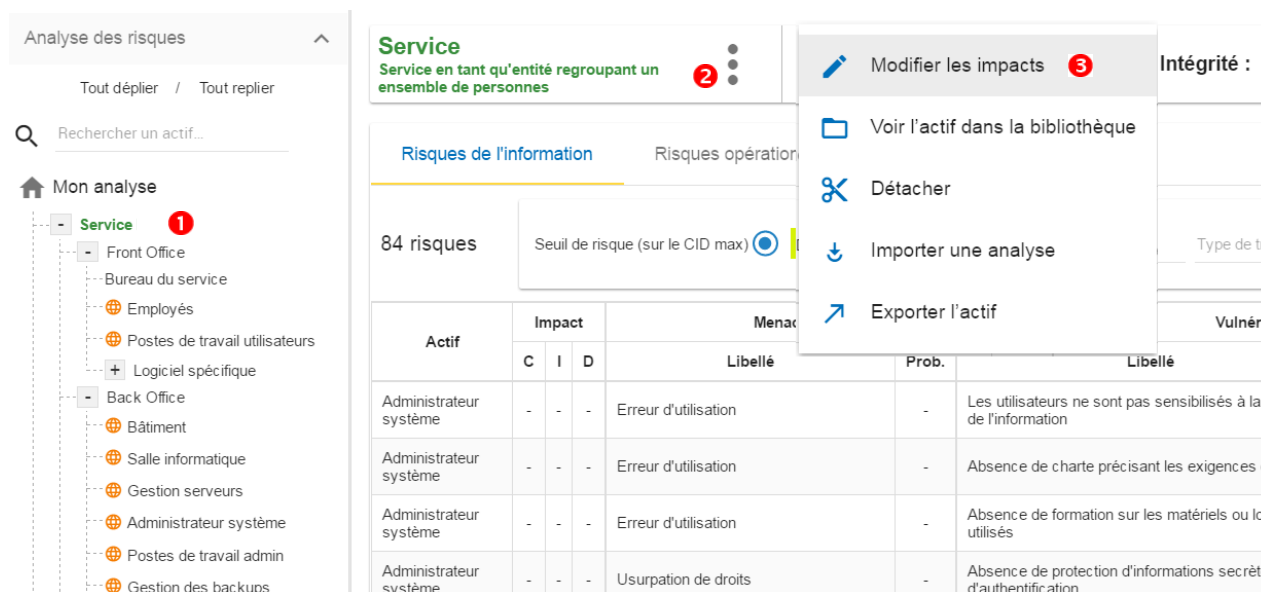 Analyse des risques
Tout déplier / Tout replier
Rechercher un actif...
Mon analyse
- Service 1
- Front Office
Bureau du service
Employés
Postes de travail utilisateurs
+ Logiciel spécifique
- Back Office
Bâtiment
Salle informatique
Gestion serveurs
Administrateur système
Postes de travail admin
Gestion des backups
Service
Service en tant qu'entité regroupant un
ensemble de personnes
2
Modifier les impacts 3
Voir l'actif dans la bibliothèque
Détacher
Importer une analyse
Exporter l'actif
Intégrité :
Risques de l'information
Risques opération
84 risques
Seuil de risque (sur le CID max)
Type de
Actif
Impact
Menac
Vulnér
C I D
Libellé
Prob.
Libellé
Administrateur
système
- - -
Erreur d'utilisation
-
Les utilisateurs ne sont pas sensibilisés à la
de l'information
Administrateur
système
- - -
Erreur d'utilisation
-
Absence de charte précisant les exigences
Administrateur
système
- - -
Erreur d'utilisation
-
Absence de formation sur les matériels ou lo
utilisés
Administrateur
système
- - -
Usurpation de droits
-
Absence de protection d'informations secrèt
d'authentification